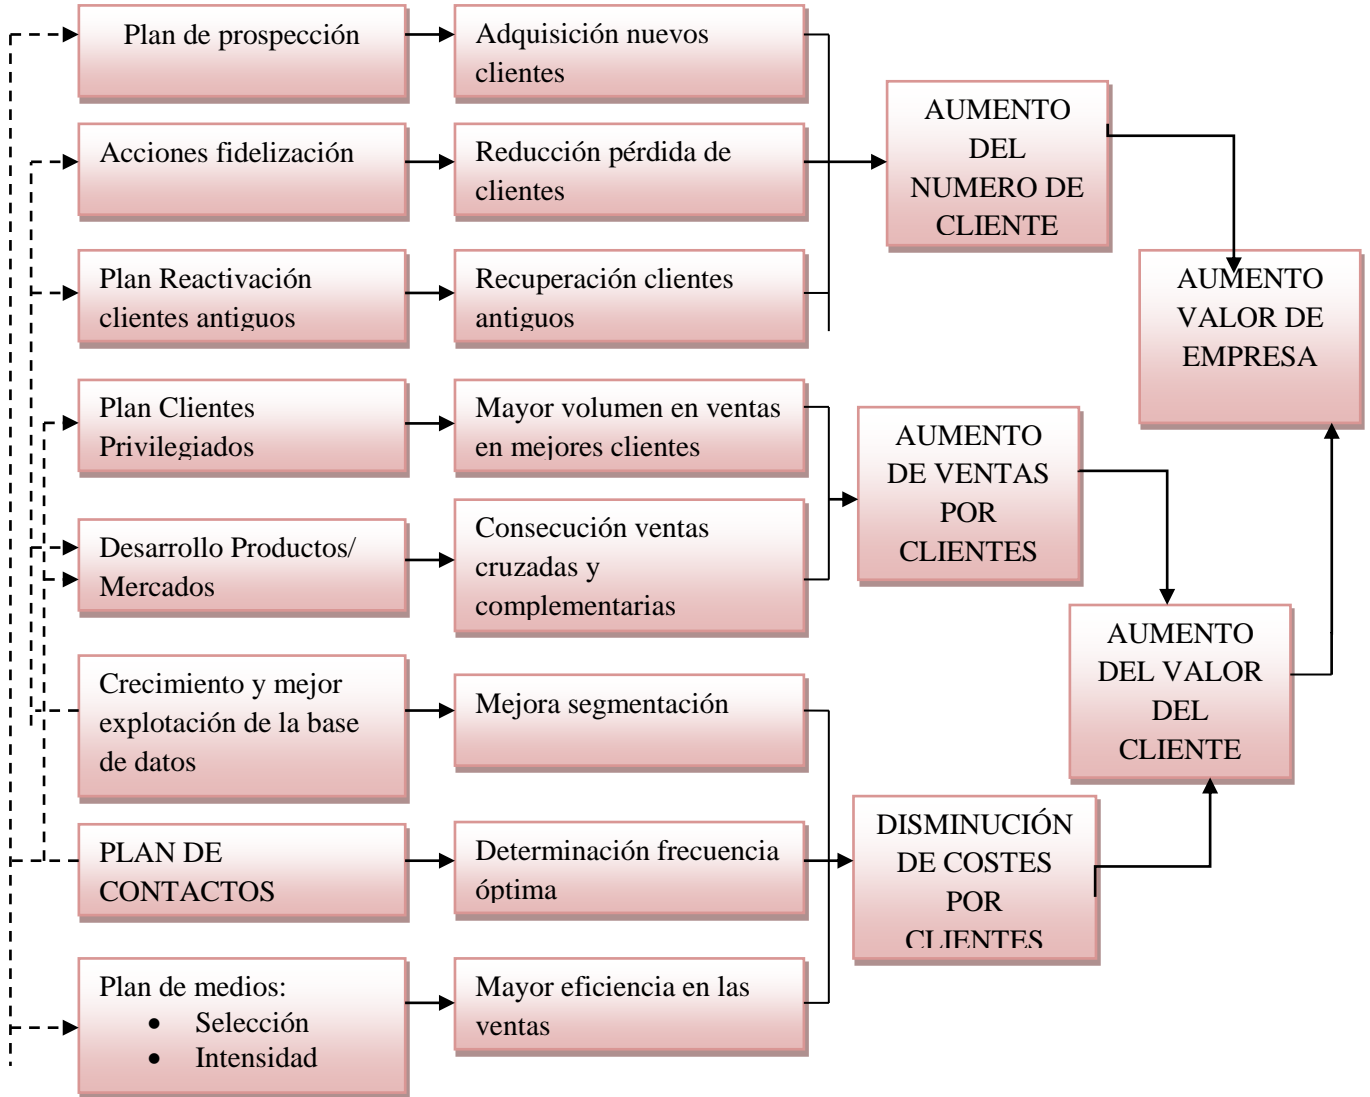 Plan de prospección
Adquisición nuevos
clientes
Acciones fidelización
Reducción pérdida de
clientes
AUMENTO
DEL
NUMERO DE
CLIENTE
Plan Reactivación
clientes antiguos
Recuperación clientes
antiguos
AUMENTO
VALOR DE
EMPRESA
Plan Clientes
Privilegiados
Mayor volumen en ventas
en mejores clientes
AUMENTO
DE VENTAS
POR
CLIENTES
Desarrollo Productos/
Mercados
Consecución ventas
cruzadas y
complementarias
AUMENTO
DEL VALOR
DEL
CLIENTE
Crecimiento y mejor
explotación de la base
de datos
Mejora segmentación
PLAN DE
CONTACTOS
Determinación frecuencia
óptima
DISMINUCIÓN
DE COSTES
POR
CLIENTES
Plan de medios:
• Selección
• Intensidad
Mayor eficiencia en las
ventas